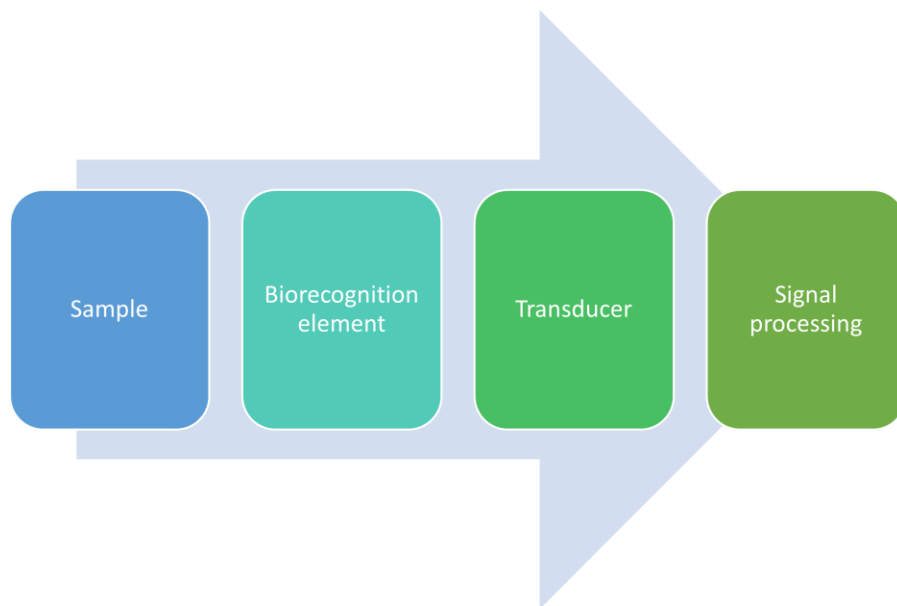 Sample
Biorecognition
element
Transducer
Signal
processing